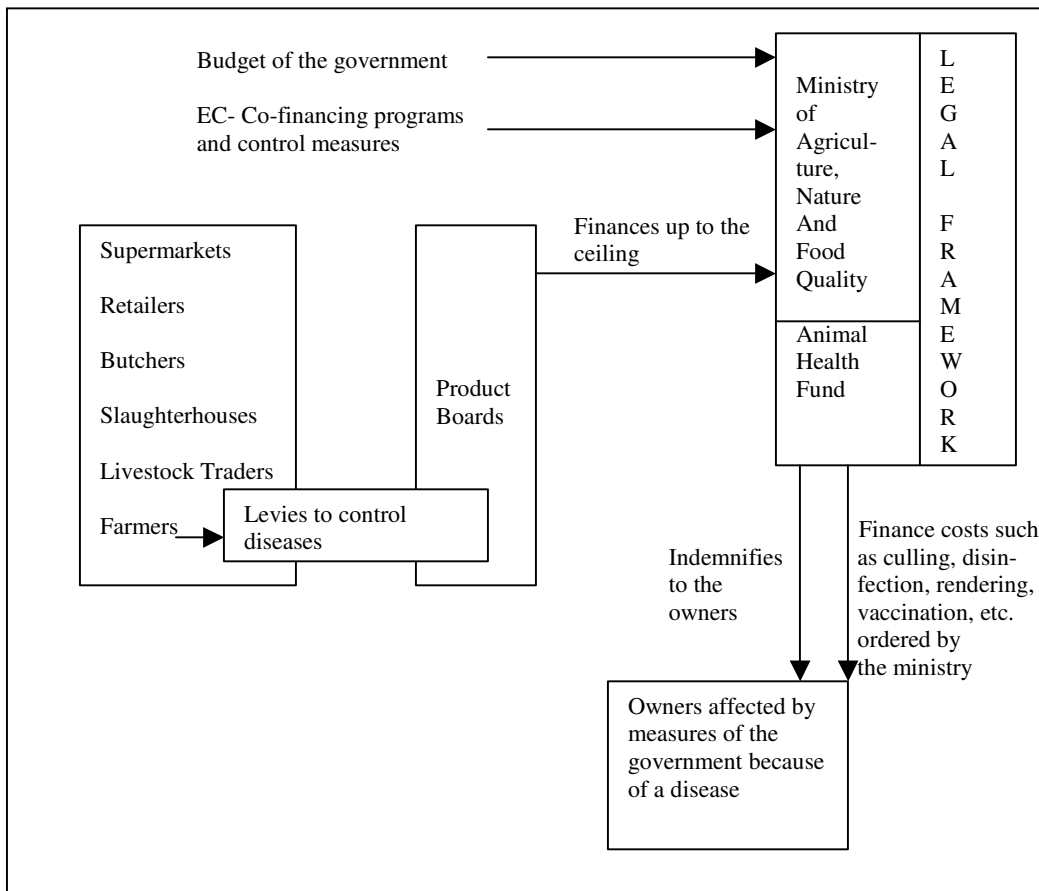 Budget of the government
EC- Co-financing programs
and control measures
Ministry
of
Agricul-
ture,
Nature
And
Food
Quality
L
E
G
A
L
F
R
A
M
E
W
O
R
K
Animal
Health
Fund
Finances up to the
ceiling
Supermarkets
Retailers
Butchers
Slaughterhouses
Livestock Traders
Farmers
Product
Boards
Levies to control
diseases
Indemnifies
to the
owners
Finance costs such
as culling, disin-
fection, rendering,
vaccination, etc.
ordered by
the ministry
Owners affected by
measures of the
government because
of a disease